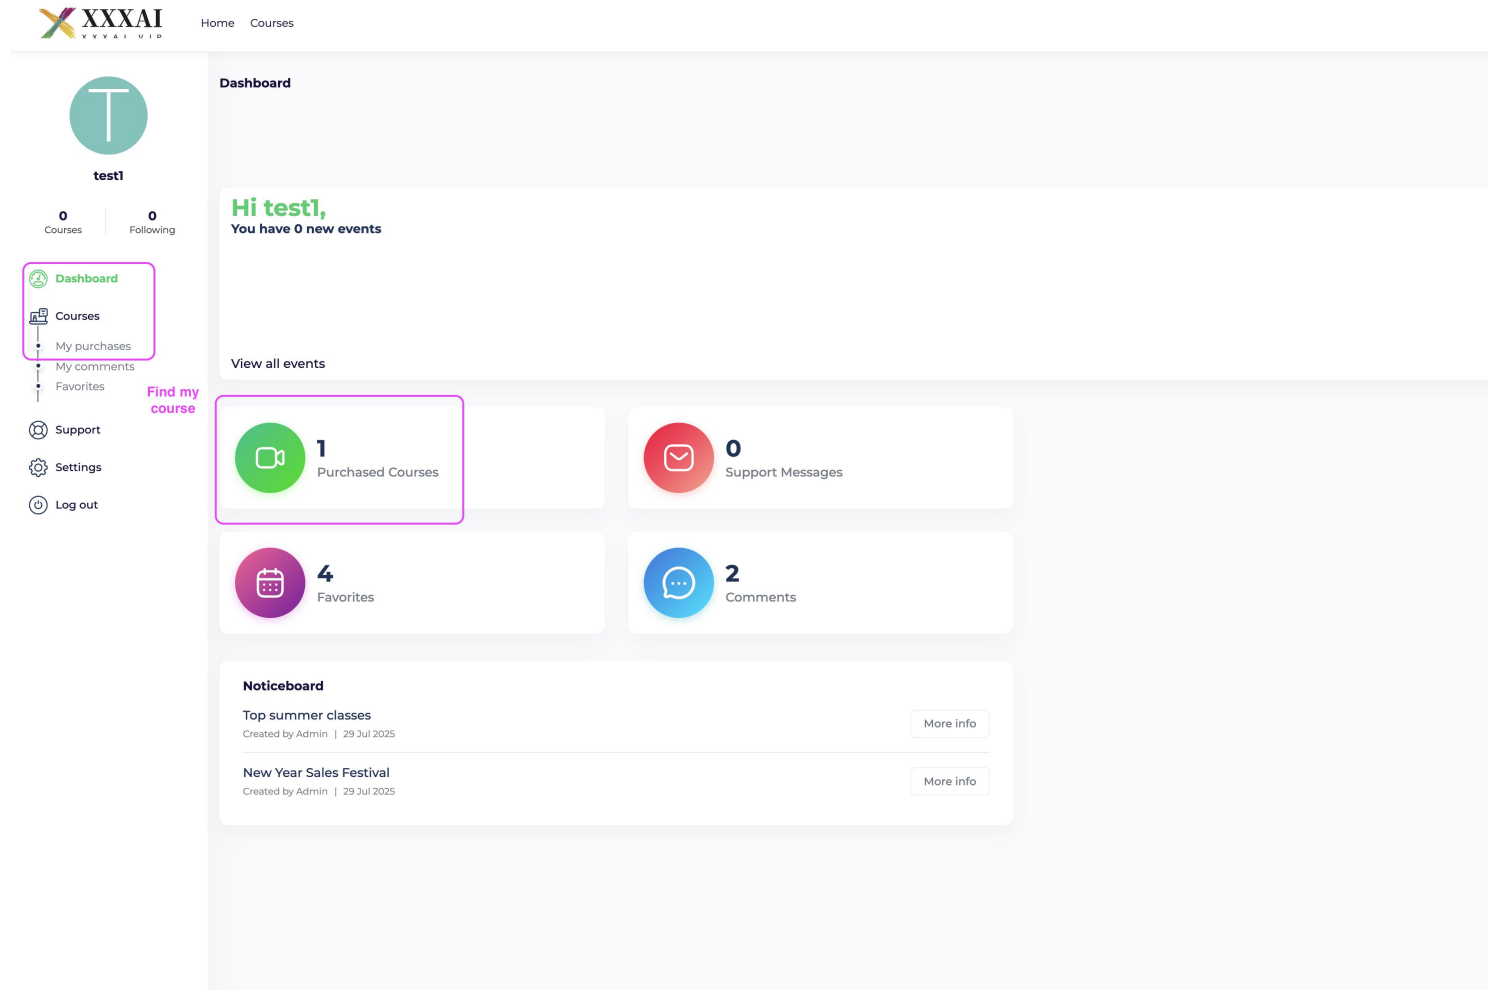 XXXAI
XXXAI VIP
Home Courses
T
test1
0 0
Courses Following
Dashboard
Courses
My purchases
My comments
Favorites
Find my
course
Support
Settings
Log out
Dashboard
Hi test1,
You have 0 new events
View all events
1
Purchased Courses
0
Support Messages
4
Favorites
2
Comments
Noticeboard
Top summer classes
Created by Admin | 29 Jul 2025
More info
New Year Sales Festival
Created by Admin | 29 Jul 2025
More info